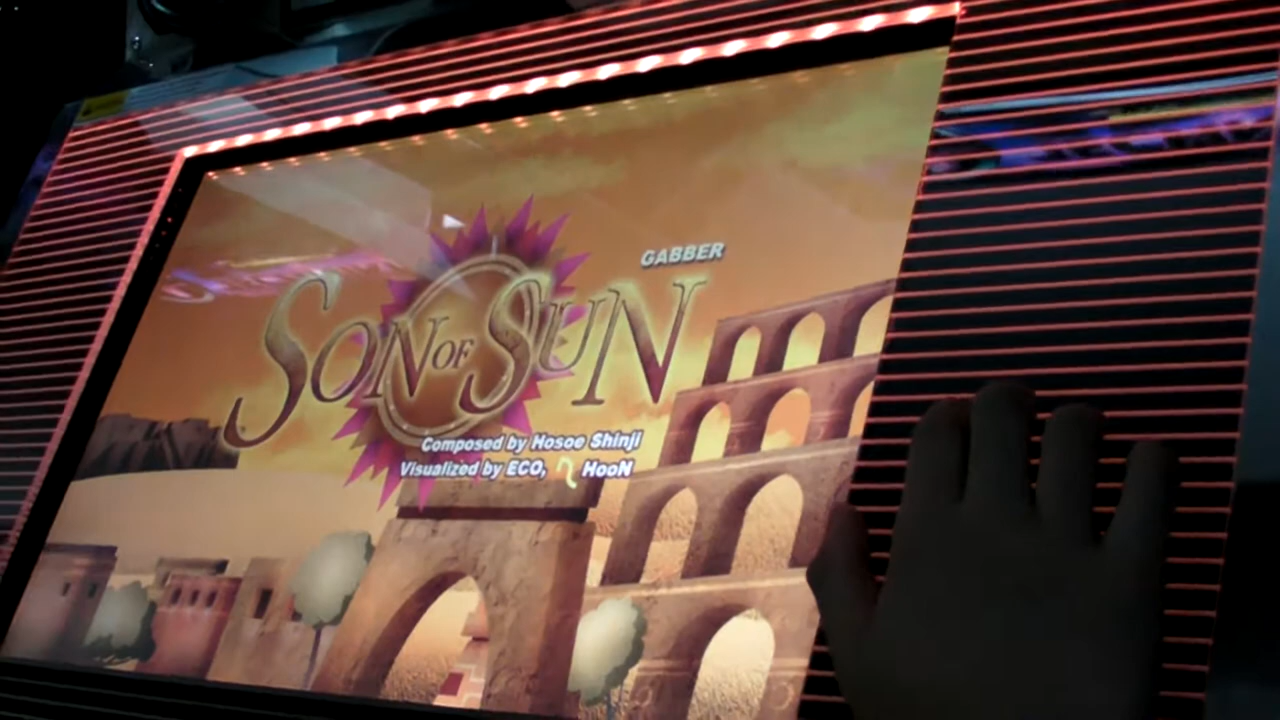 GABBER
SON OF SUN
Composed by Hosoe Shinji
Visualized by ECO, HooN